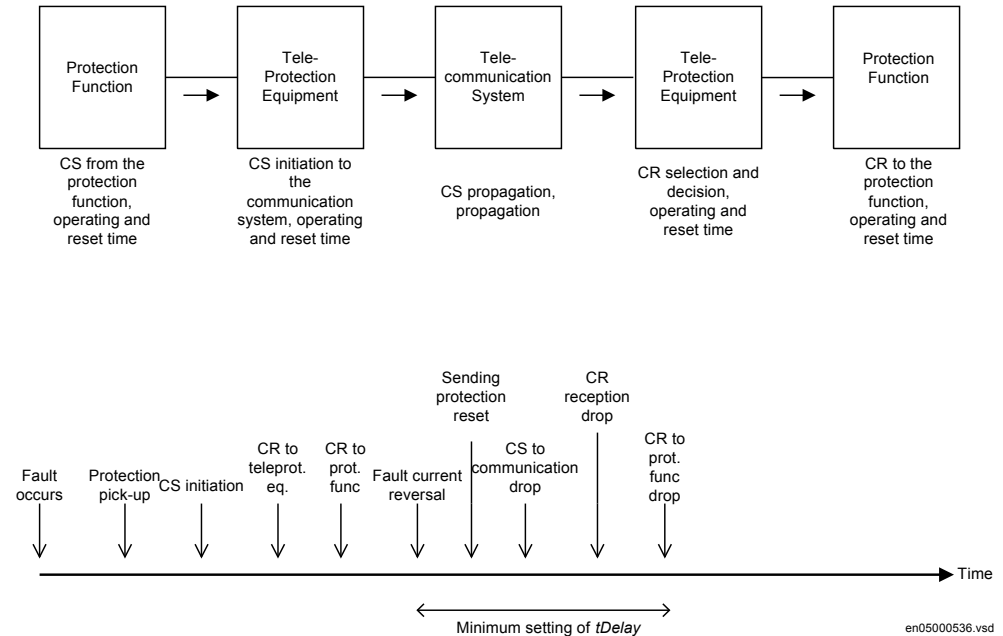 Protection
Function
Tele-
Protection
Equipment
Tele-
communication
System
Tele-
Protection
Equipment
Protection
Function
CS from the
protection
function,
operating and
reset time
CS initiation to
the
communication
system, operating
and reset time
CS propagation,
propagation
CR selection and
decision,
operating and
reset time
CR to the
protection
function,
operating and
reset time
Fault
occurs
Protection
pick-up
CS initiation
CR to
teleprot.
eq.
CR to
prot.
func
Fault current
reversal
Sending
protection
reset
CS to
communication
drop
CR
reception
drop
CR to
prot.
func
drop
Time
Minimum setting of tDelay
en05000536.vsd